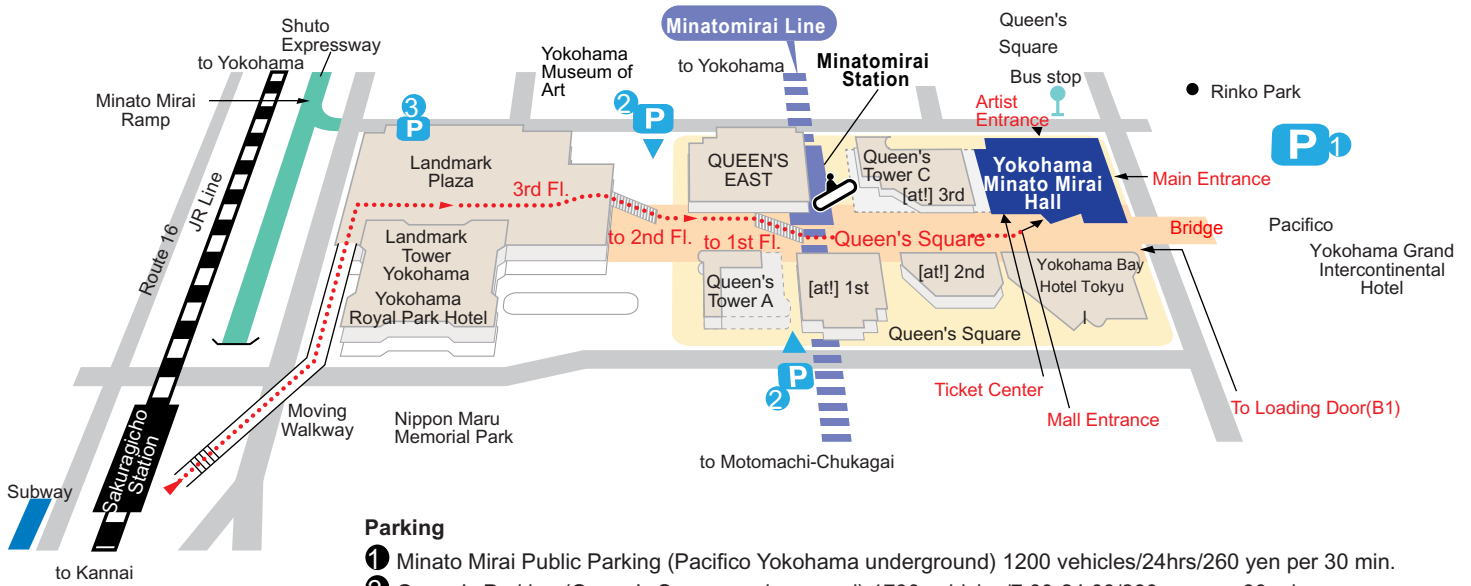 Shuto
Expressway
to Yokohama
Minato Mirai
Ramp
Route 16
JR Line
Yokohama
Museum of
Art
Minatomirai Line
to Yokohama
Minatomirai
Station
Queen's
Square
Bus stop
Artist
Entrance
Rinko Park
3
P
2
P
P
1
Landmark
Plaza
3rd Fl.
QUEEN'S
EAST
Queen's
Tower C
[at!] 3rd
Yokohama
Minato Mirai
Hall
Main Entrance
Landmark
Tower
Yokohama
Yokohama
Royal Park Hotel
to 2nd Fl.
to 1st Fl.
Queen's Square
Bridge
Pacifico
Yokohama Grand
Intercontinental
Hotel
Queen's
Tower A
[at!] 1st
[at!] 2nd
Yokohama Bay
Hotel Tokyu
Queen's Square
P
2
Ticket Center
Mall Entrance
To Loading Door(B1)
Moving
Walkway
Nippon Maru
Memorial Park
to Motomachi-Chukagai
Sakuragicho
Station
Subway
to Kannai
Parking
1 Minato Mirai Public Parking (Pacifico Yokohama underground) 1200 vehicles/24hrs/260 yen per 30 min.